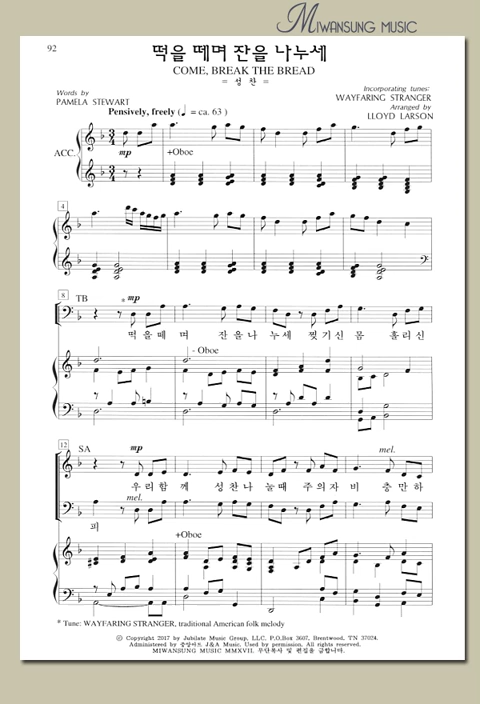 MIWANSUNG MUSIC
92
떡을 떼며 잔을 나누세
COME, BREAK THE BREAD
= 성 찬 =
Words by
PAMELA STEWART
Incorporating tunes:
WAYFARING STRANGER
Arranged by
LLOYD LARSON
Pensively, freely (♩ = ca. 63 )
ACC.
mp
+Oboe
4
8
TB
* mp
떡 을 떼 며 잔 을 나 누 세 찢 기 신 몸 흘 리 신
- Oboe
12
SA
mp
mel.
우 리 함 께 성 찬 나 눌 때 주 의 자 비 충 만 하
mel.
피
+Oboe
* Tune: WAYFARING STRANGER, traditional American folk melody
© Copyright 2017 by Jubilate Music Group, LLC, P.O.Box 3607, Brentwood, TN 37024.
Administered by 중앙아트 J&A Music. Used By Permission. All Rights Reserved.
MIWANSUNG MUSIC MMXVII. 무단복사 및 편집을 금합니다.